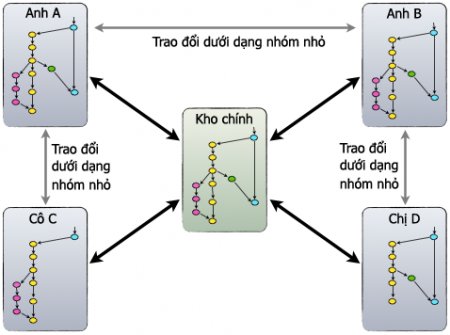 Anh A
Anh B
Trao đổi dưới dạng nhóm nhỏ
Kho chính
Trao đổi
dưới dạng
nhóm nhỏ
Trao đổi
dưới dạng
nhóm nhỏ
Cô C
Chị D